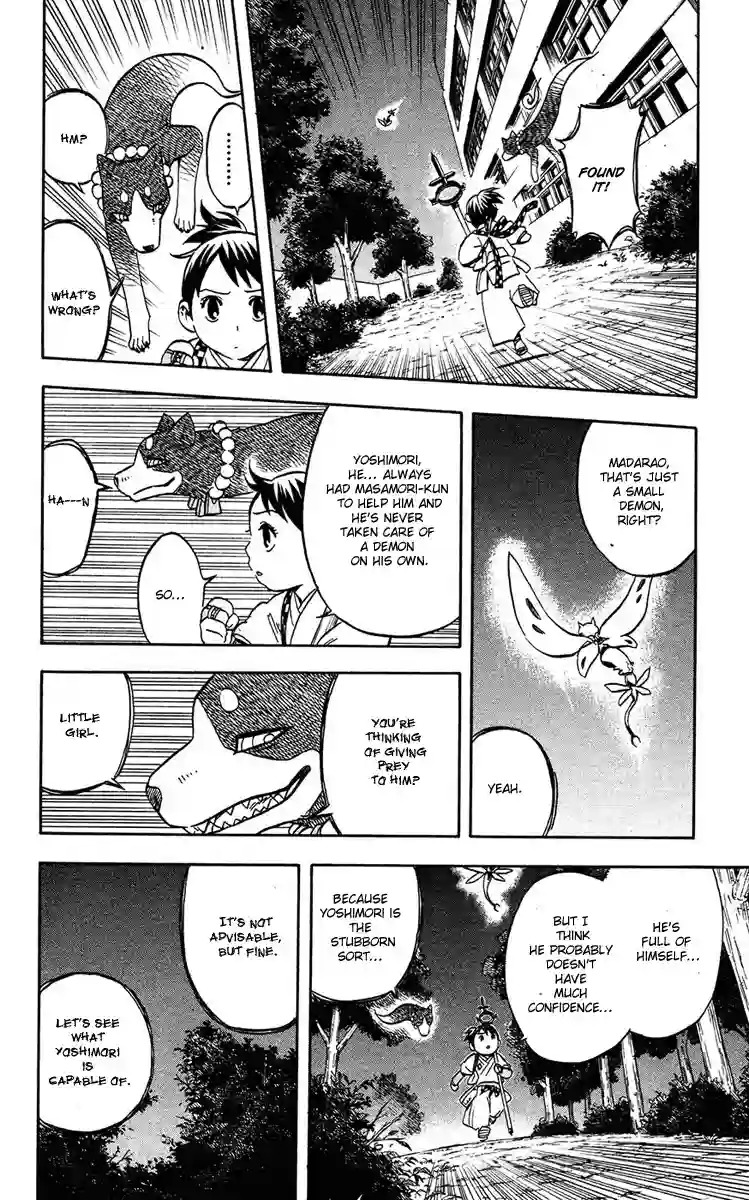 FOUND
IT!
.........
HM?
WHAT'S
WRONG?
MADARAO,
THAT'S JUST
A SMALL
DEMON,
RIGHT?
YEAH.
YOSHIMORI,
HE... ALWAYS
HAD MASAMORI-KUN
TO HELP HIM AND
HE'S NEVER
TAKEN CARE OF
A DEMON
ON HIS OWN.
SO...
HA---N
YOU'RE
THINKING
OF GIVING
PREY
TO HIM?
LITTLE
GIRL.
HE'S
FULL OF
HIMSELF...
BUT I
THINK
HE PROBABLY
DOESN'T
HAVE
MUCH
CONFIDENCE...
BECAUSE
YOSHIMORI IS
THE
STUBBORN
SORT...
IT'S NOT
ADVISABLE,
BUT FINE.
LET'S SEE
WHAT
YOSHIMORI
IS
CAPABLE OF.